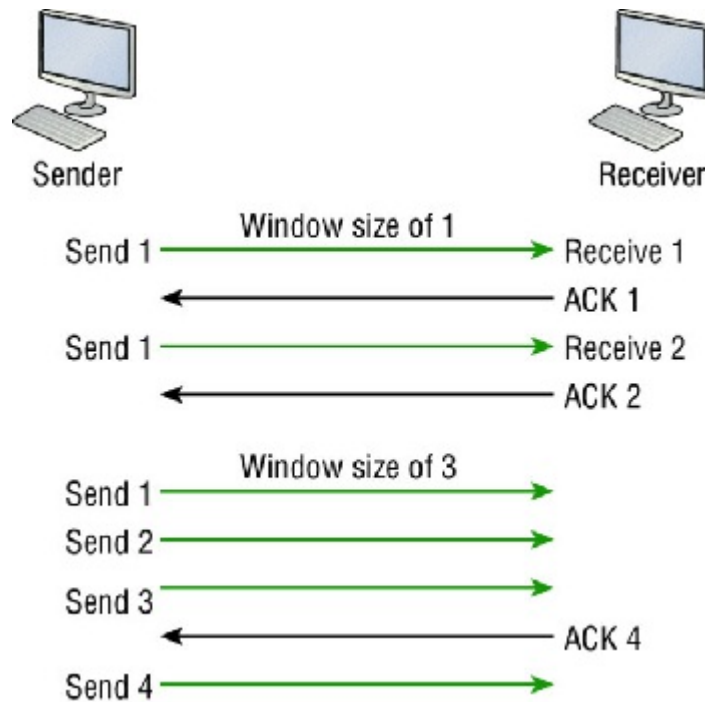 Sender Receiver
Window size of 1
Send 1 Receive 1
ACK 1
Send 1 Receive 2
ACK 2
Window size of 3
Send 1
Send 2
Send 3
ACK 4
Send 4